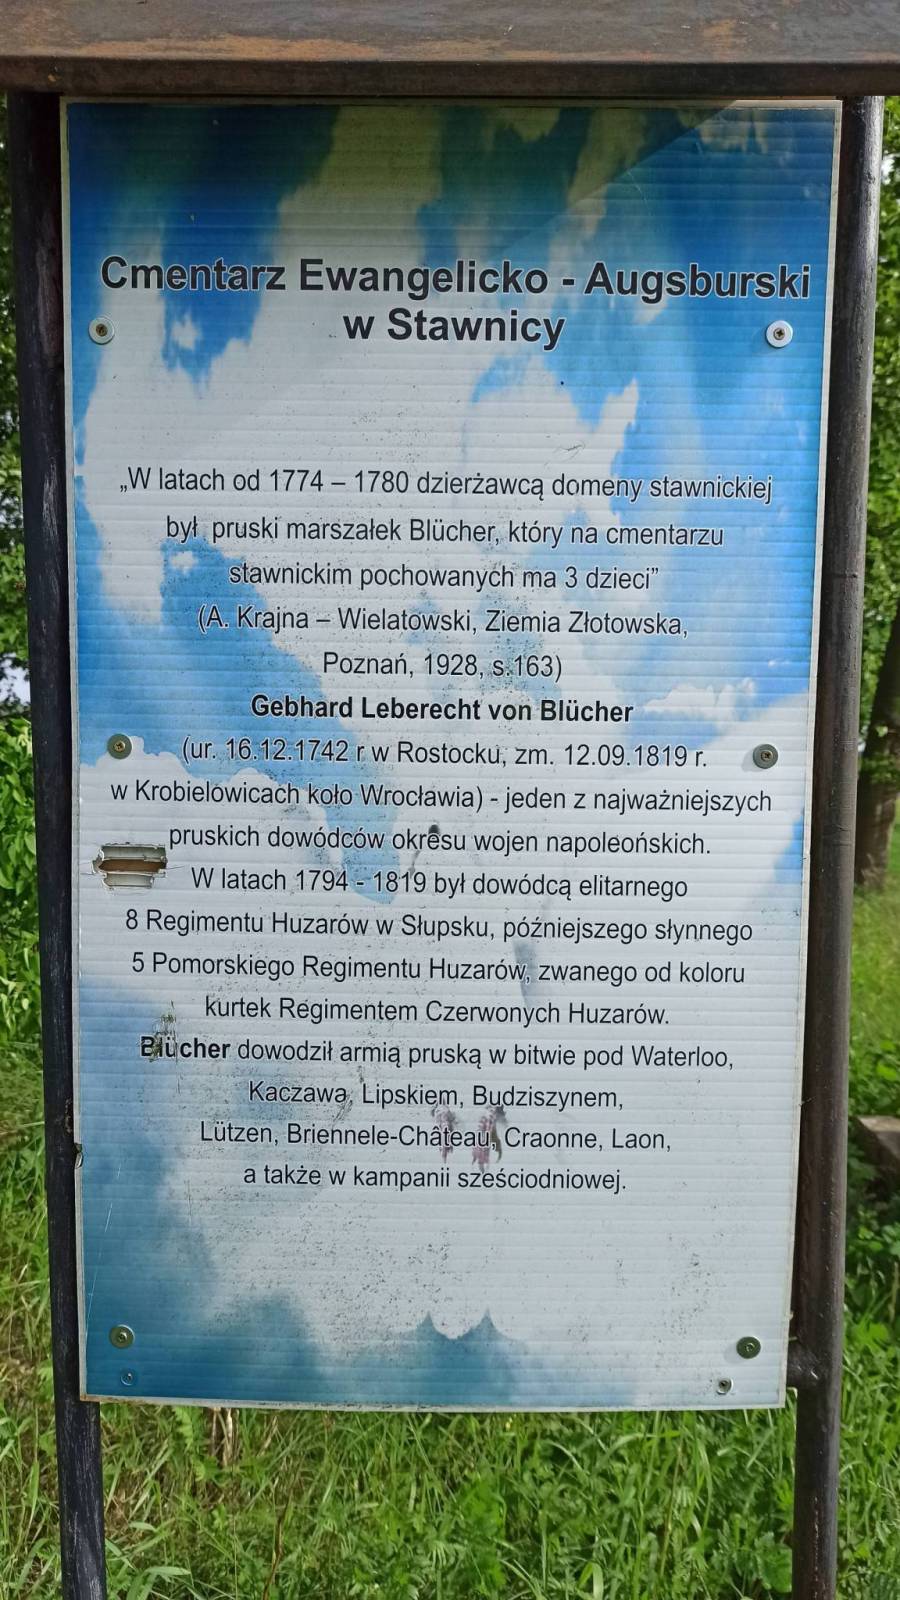 Cmentarz Ewangelicko - Augsburski
w Stawnicy
„W latach od 1774 – 1780 dzierżawcą domeny stawnickiej
był pruski marszałek Blücher, który na cmentarzu
stawnickim pochowanych ma 3 dzieci”
(A. Krajna – Wielatowski, Ziemia Złotowska,
Poznań, 1928, s.163)
Gebhard Leberecht von Blücher
(ur. 16.12.1742 r w Rostocku, zm. 12.09.1819 r.
w Krobielowicach koło Wrocławia) - jeden z najważniejszych
pruskich dowódców okresu wojen napoleońskich.
W latach 1794 - 1819 był dowódcą elitarnego
8 Regimentu Huzarów w Słupsku, późniejszego słynnego
5 Pomorskiego Regimentu Huzarów, zwanego od koloru
kurtek Regimentem Czerwonych Huzarów.
Blücher dowodził armią pruską w bitwie pod Waterloo,
Kaczawa, Lipskiem, Budziszynem,
Lützen, Briennele-Château, Craonne, Laon,
a także w kampanii sześciodniowej.